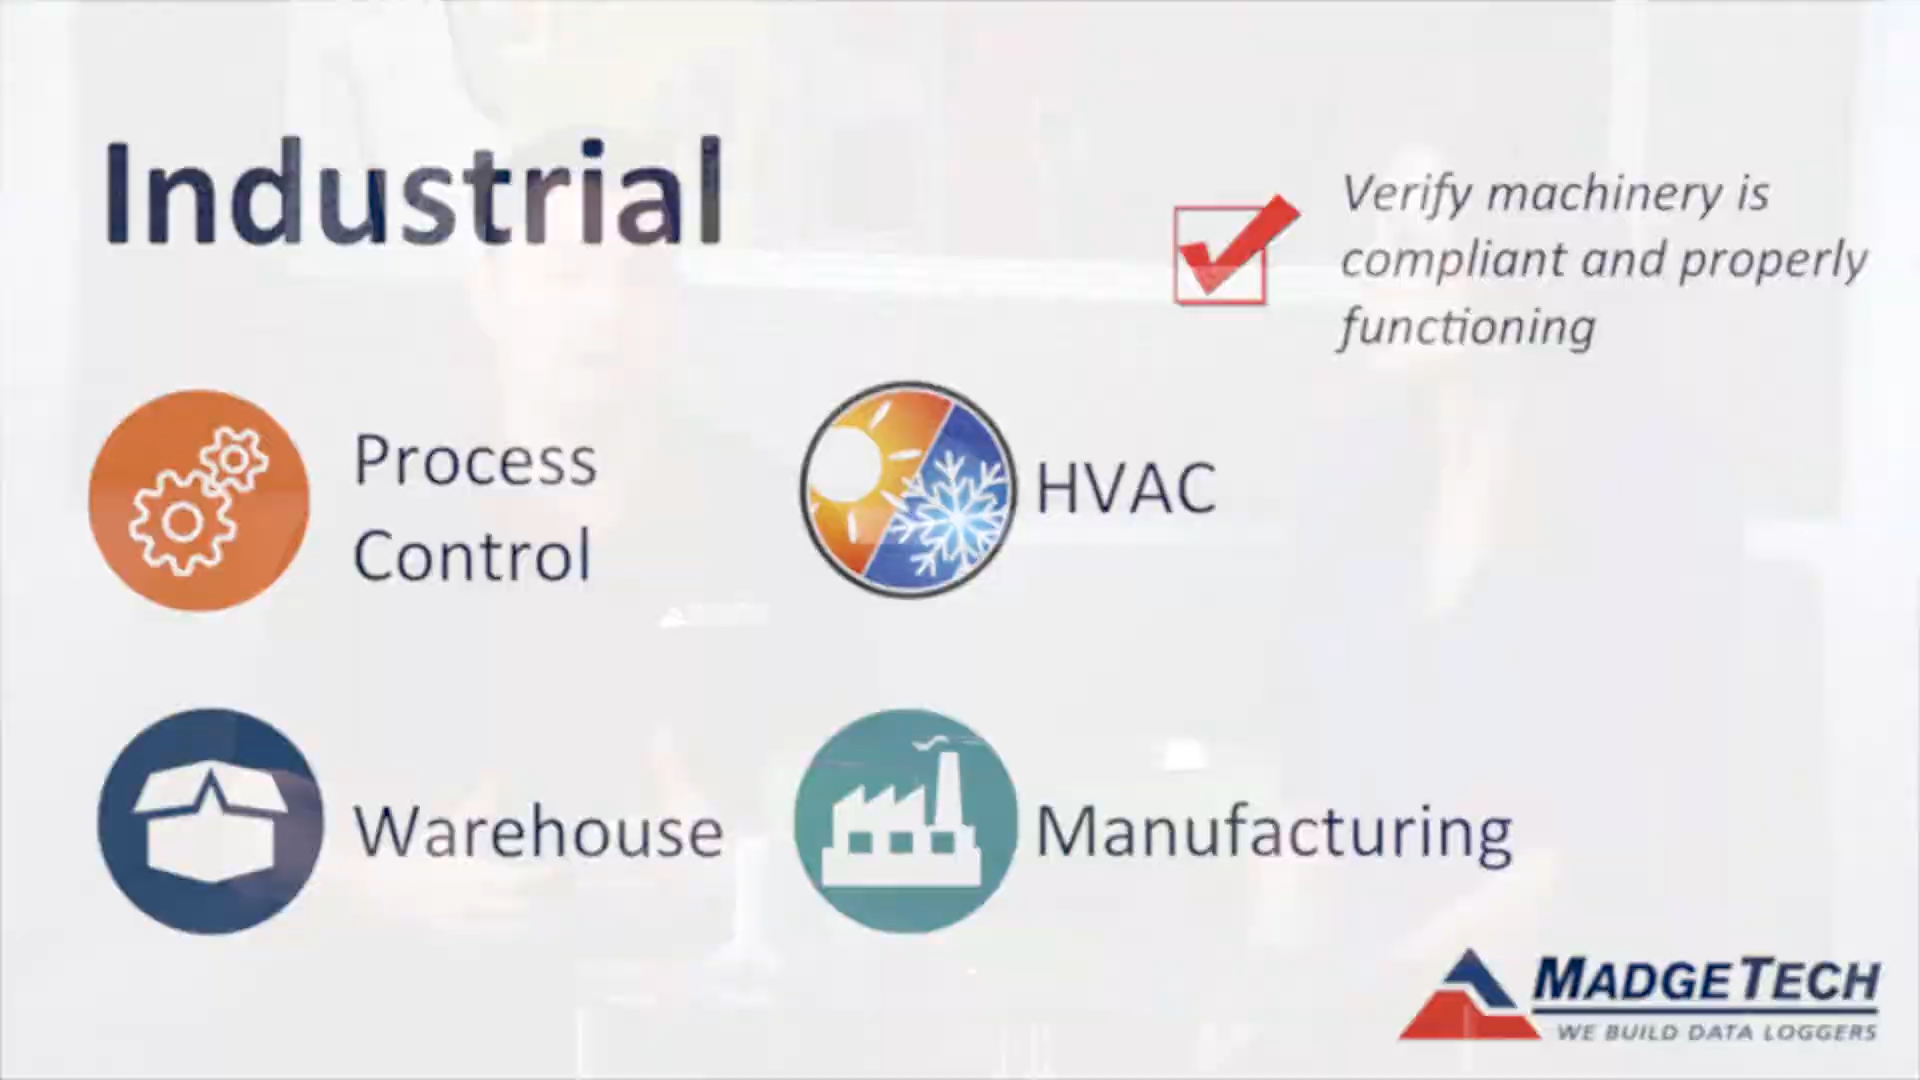 Industrial
Verify machinery is
compliant and properly
functioning
Process
Control
HVAC
Warehouse
Manufacturing
MADGETECH
WE BUILD DATA LOGGERS